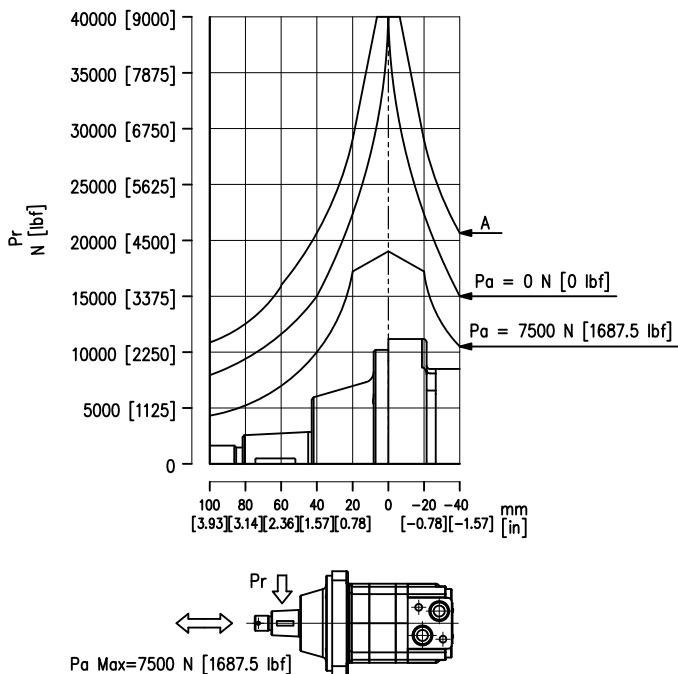 40000 [9000]
35000 [7875]
30000 [6750]
25000 [5625]
Pr
N [lbf]
20000 [4500]
15000 [3375]
10000 [2250]
5000 [1125]
0
A
Pa = 0 N [0 lbf]
Pa = 7500 N [1687.5 lbf]
100 80 60 40 20 0 -20 -40 mm
[3.93][3.14][2.36][1.57][0.78] [-0.78][-1.57] [in]
Pr
Pa Max=7500 N [1687.5 lbf]